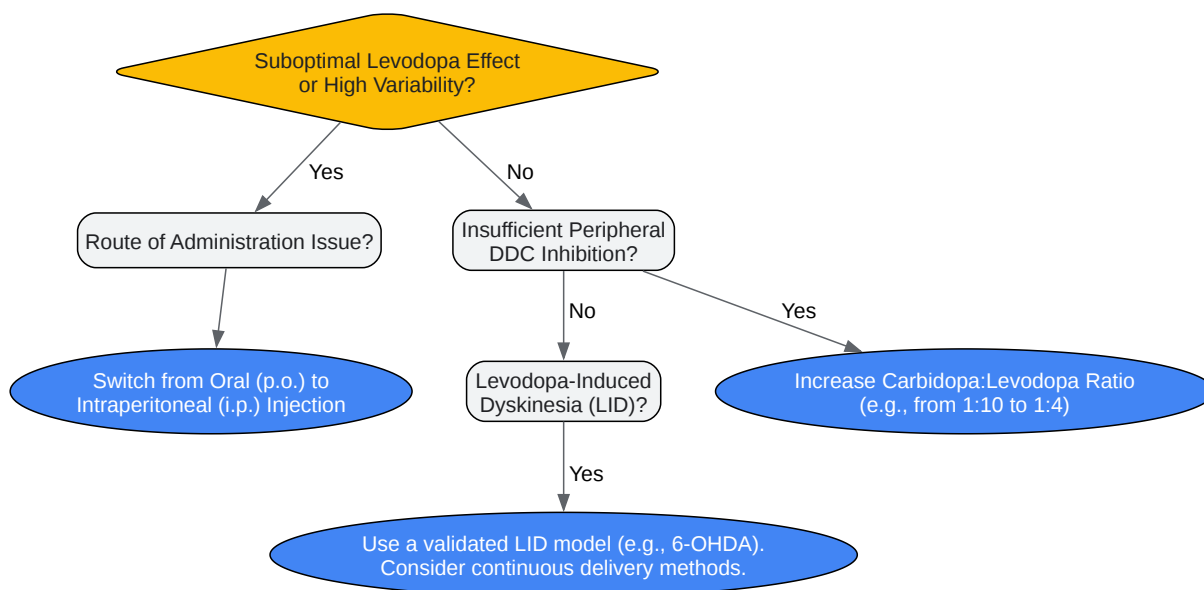 Suboptimal Levodopa Effect
or High Variability?
Yes
No
Route of Administration Issue?
Insufficient Peripheral
DDC Inhibition?
No
Yes
Switch from Oral (p.o.) to
Intraperitoneal (i.p.) Injection
Levodopa-Induced
Dyskinesia (LID)?
Increase Carbidopa:Levodopa Ratio
(e.g., from 1:10 to 1:4)
Yes
Use a validated LID model (e.g., 6-OHDA).
Consider continuous delivery methods.